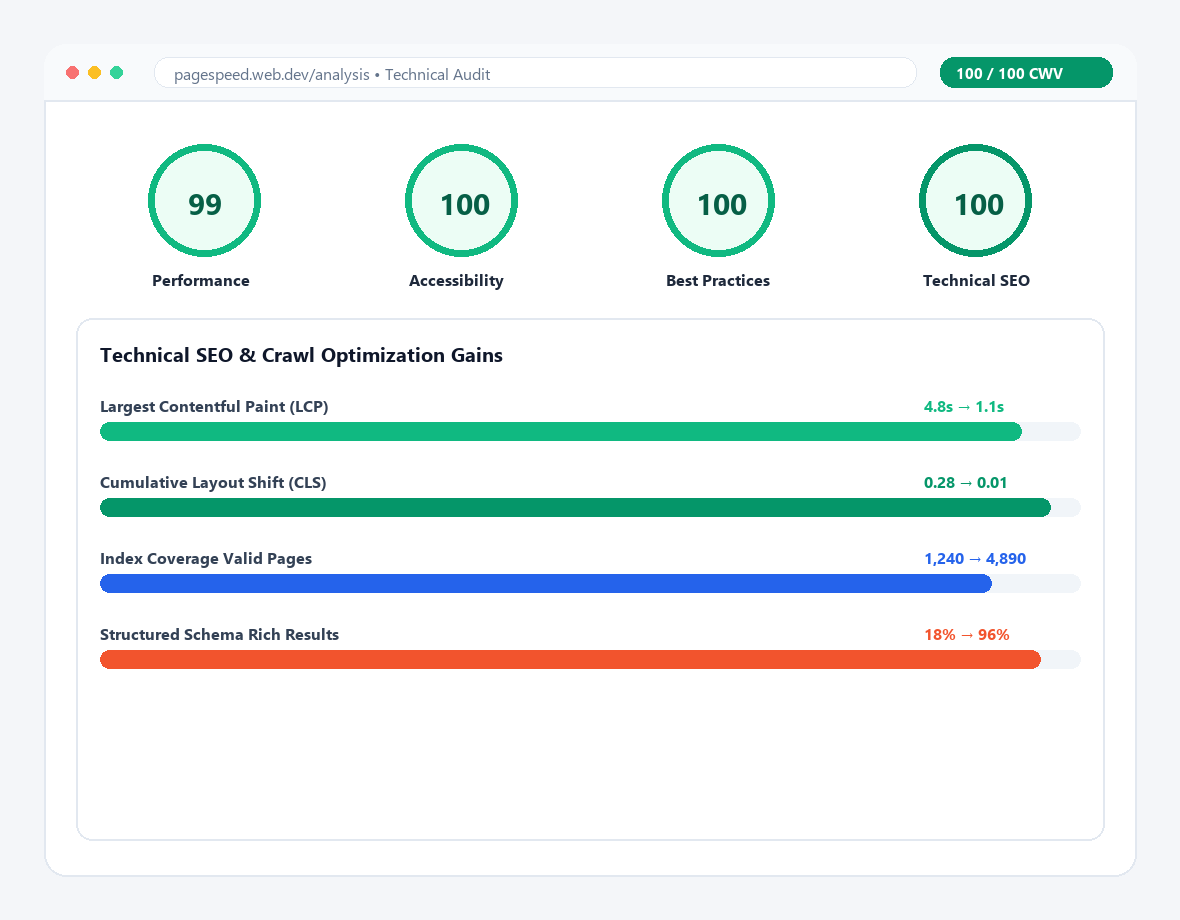 pagespeed.web.dev/analysis • Technical Audit
100 / 100 CWV
99
100
100
100
Performance
Accessibility
Best Practices
Technical SEO
Technical SEO & Crawl Optimization Gains
Largest Contentful Paint (LCP)
4.8s → 1.1s
Cumulative Layout Shift (CLS)
0.28 → 0.01
Index Coverage Valid Pages
1,240 → 4,890
Structured Schema Rich Results
18% → 96%